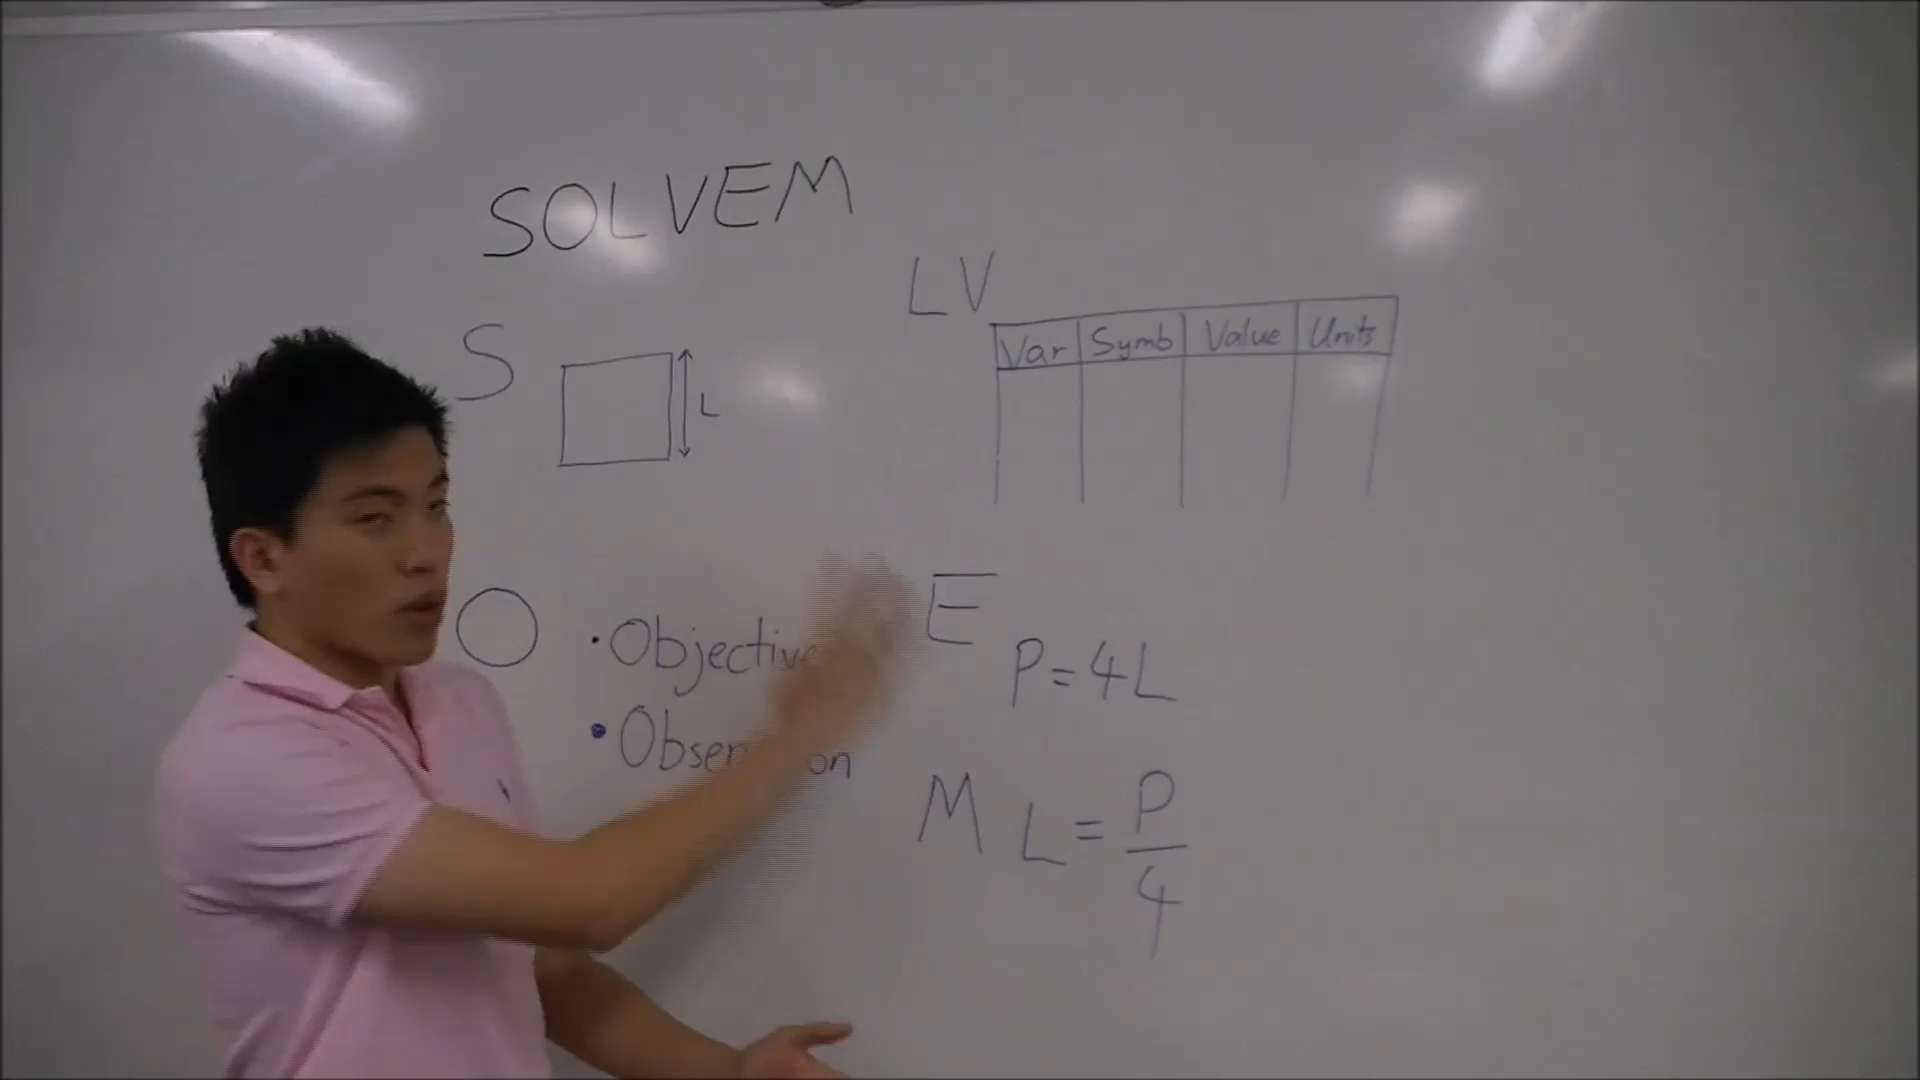 SOLVEM
S
L
O
• Objective
• Obser on
LV
Var Symb Value Units
E
P = 4L
M L = P/4